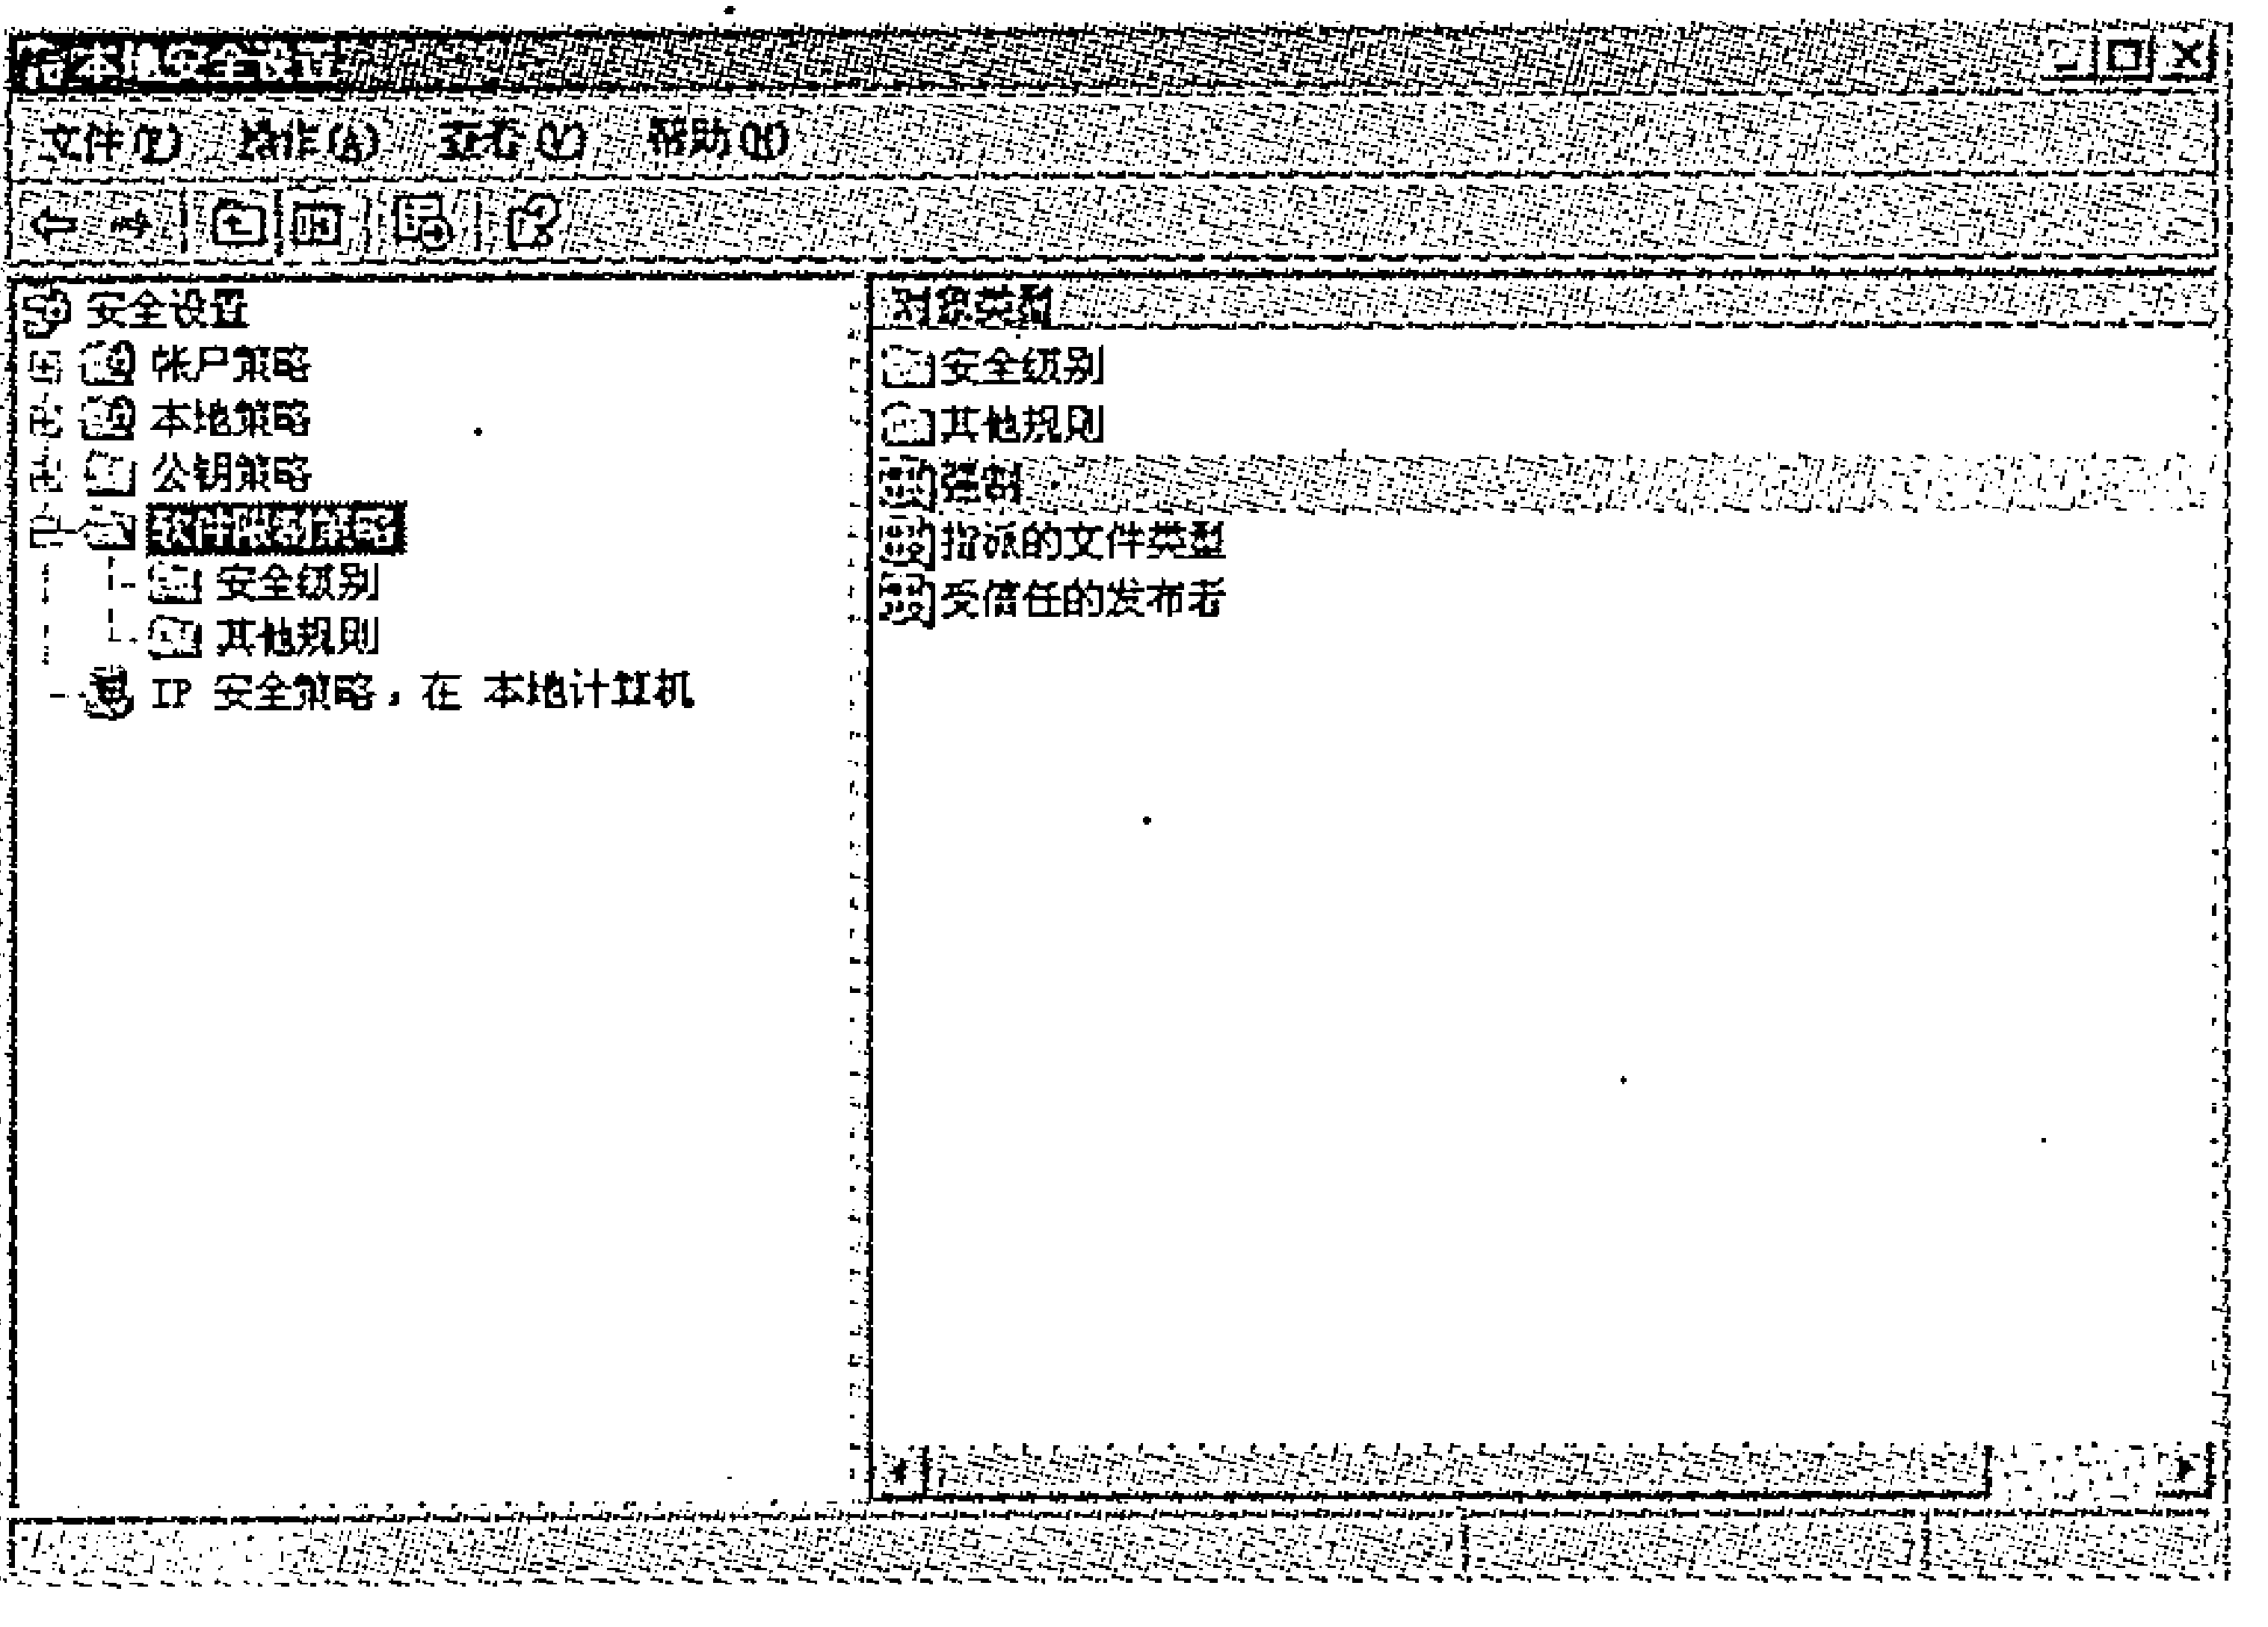 本地安全设置
文件(F) 操作(A) 查看(V) 帮助(H)
安全设置
帐户策略
本地策略
公钥策略
软件限制策略
安全级别
其他规则
IP 安全策略，在 本地计算机
对象类型
安全级别
其他规则
强制
指派的文件类型
受信任的发布者